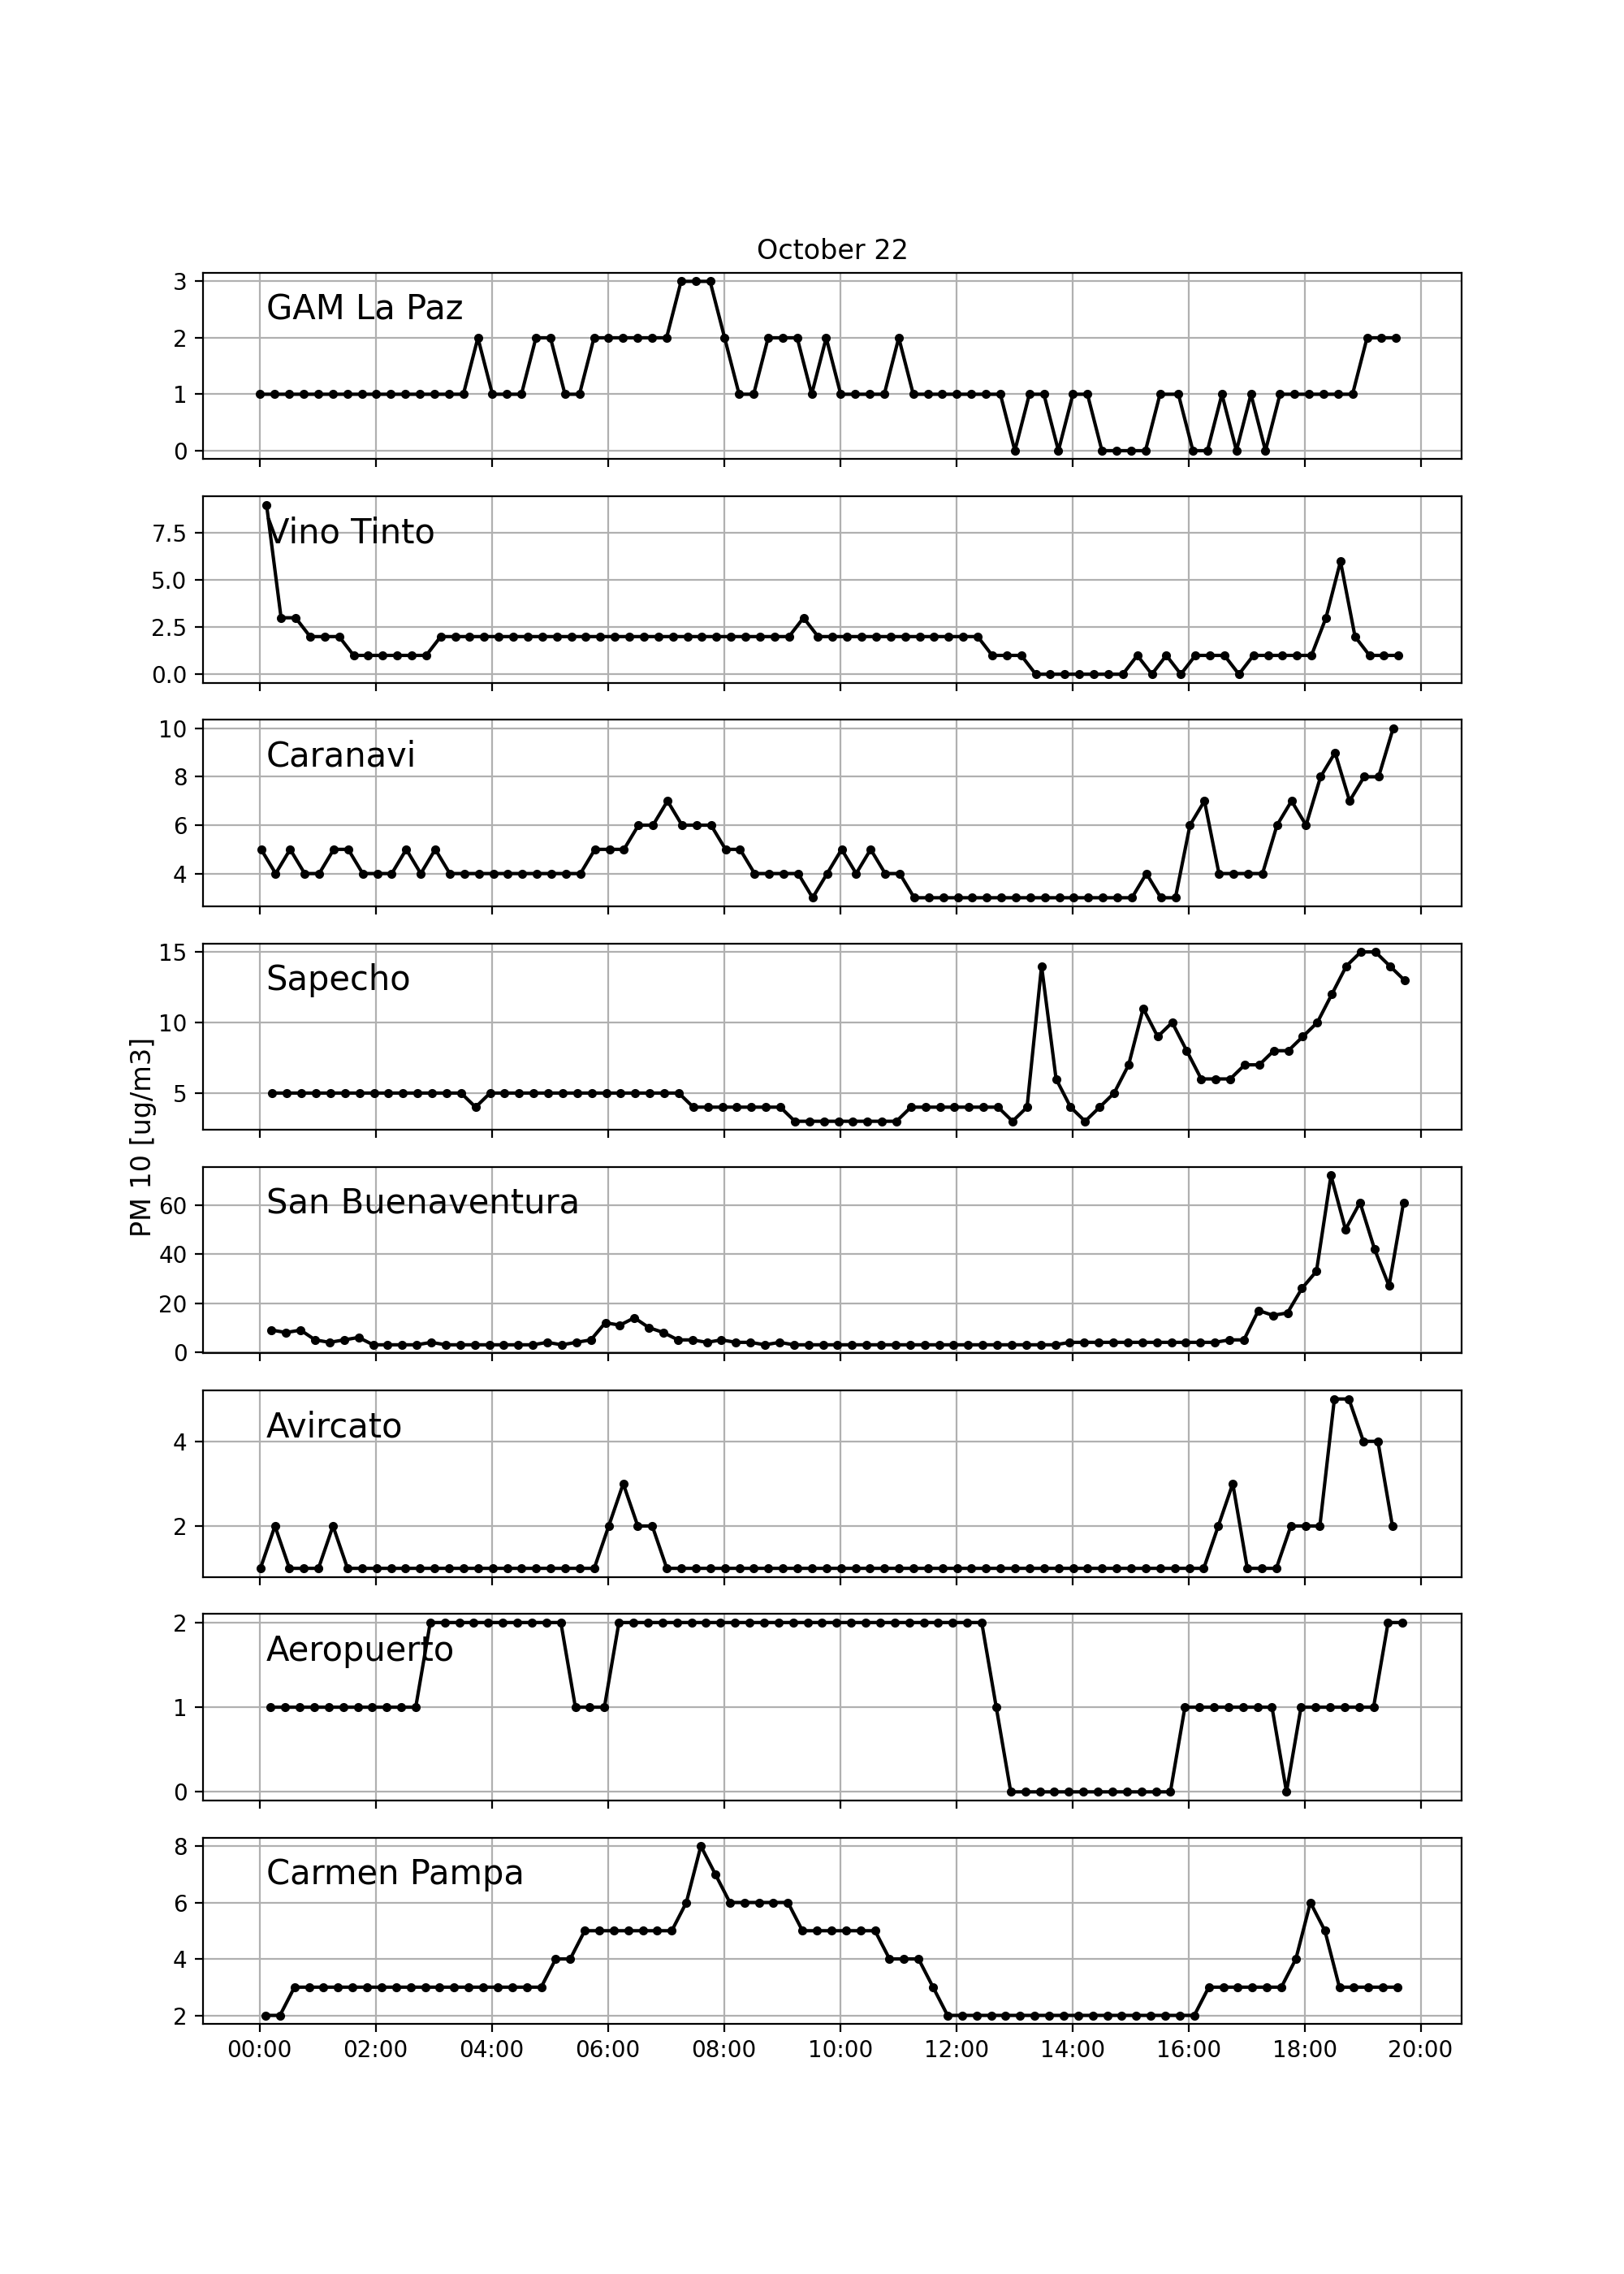 October 22
3
GAM La Paz
2
1
0
Vino Tinto
7.5
5.0
2.5
0.0
10
Caranavi
8
6
4
15
Sapecho
10
5
PM 10 [ug/m3]
San Buenaventura
60
40
20
0
Avircato
4
2
2
Aeropuerto
1
0
8
Carmen Pampa
6
4
2
00:00 02:00 04:00 06:00 08:00 10:00 12:00 14:00 16:00 18:00 20:00